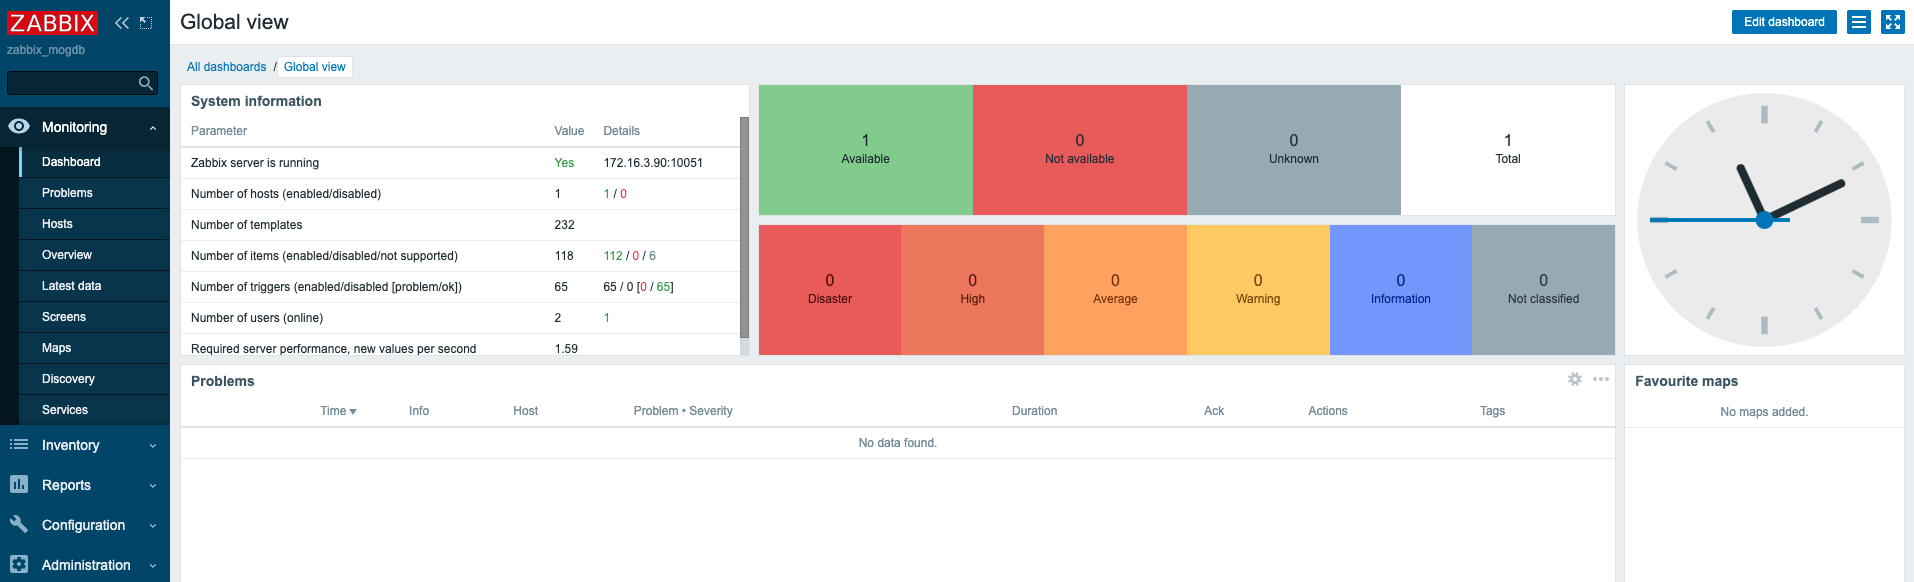 ZABBIX
zabbix_mogdb
Monitoring
Dashboard
Problems
Hosts
Overview
Latest data
Screens
Maps
Discovery
Services
Inventory
Reports
Configuration
Administration
Global view
Edit dashboard
All dashboards / Global view
System information
Parameter Value Details
Zabbix server is running Yes 172.16.3.90:10051
Number of hosts (enabled/disabled) 1 1 / 0
Number of templates 232
Number of items (enabled/disabled/not supported) 118 112 / 0 / 6
Number of triggers (enabled/disabled [problem/ok]) 65 65 / 0 [0 / 65]
Number of users (online) 2 1
Required server performance, new values per second 1.59
1 0 0 1
Available Not available Unknown Total
0 0 0 0 0 0
Disaster High Average Warning Information Not classified
Problems
Time Info Host Problem • Severity Duration Ack Actions Tags
No data found.
Favourite maps
No maps added.